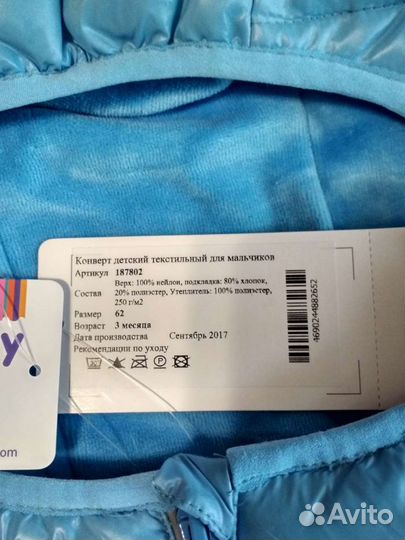 Конверт детский текстильный для мальчиков
Артикул 187802
Состав Верх: 100% нейлон, подкладка: 80% хлопок,
20% полиэстер, Утеплитель: 100% полиэстер,
250 г/м2
Размер 62
Возраст 3 месяца
Дата производства Сентябрь 2017
Рекомендации по уходу
4690244882652
y
.com
Avito